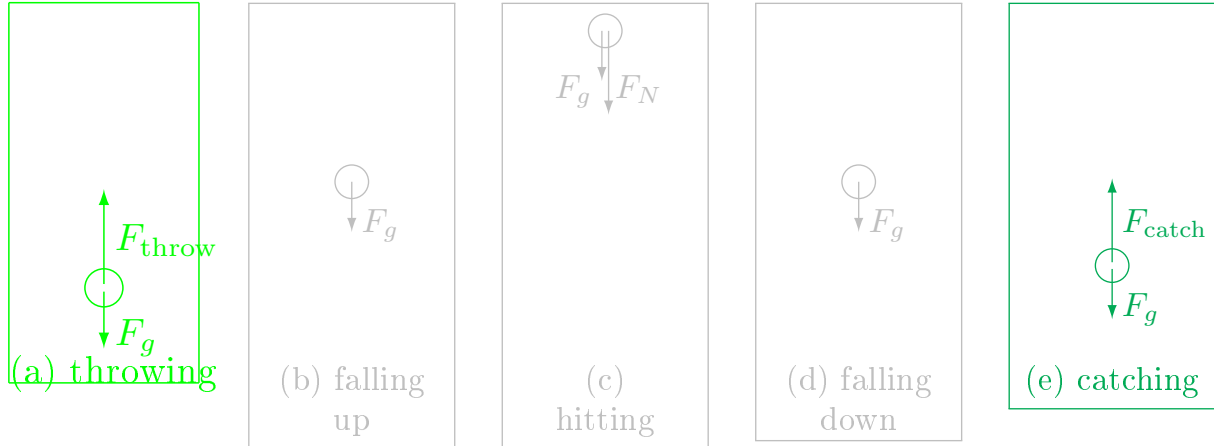 F_throw
F_g
(a) throwing
F_g
(b) falling
up
F_g F_N
(c)
hitting
F_g
(d) falling
down
F_catch
F_g
(e) catching